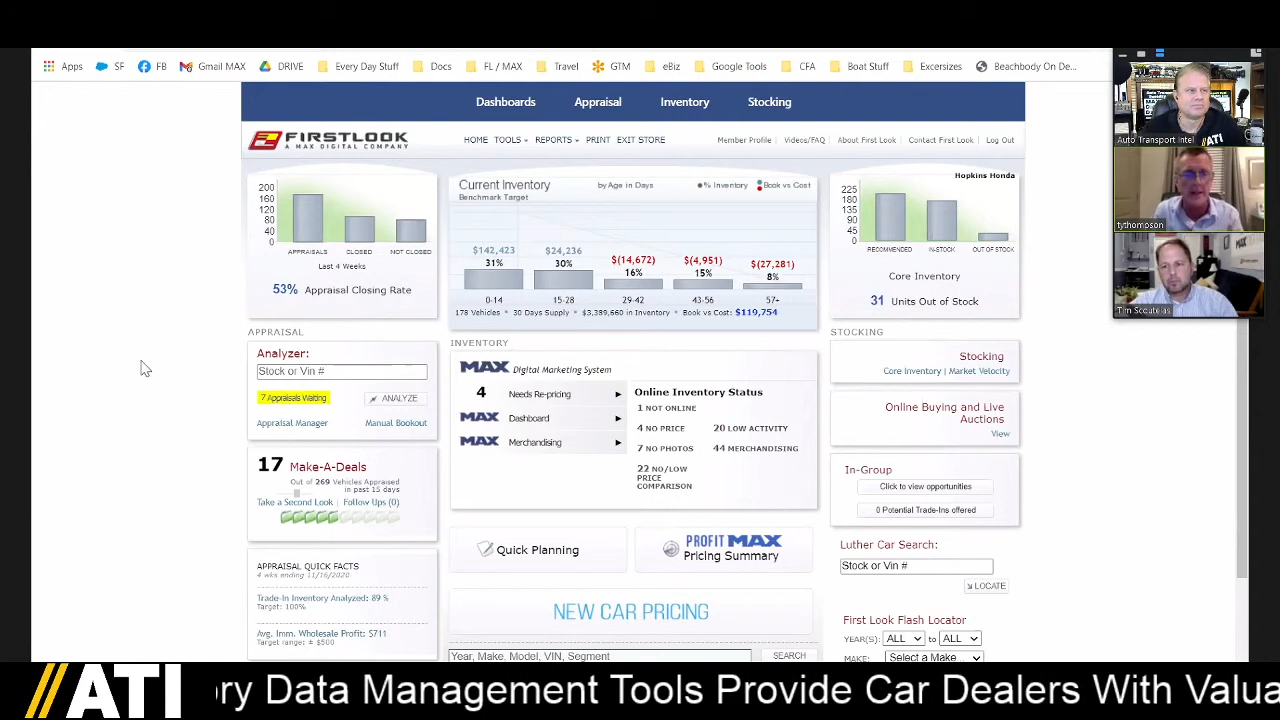 Apps SF FB Gmail MAX DRIVE Every Day Stuff Docs FL / MAX Travel GTM eBiz Google Tools CFA Boat Stuff Excersizes Beachbody On De...
Dashboards Appraisal Inventory Stocking
FIRSTLOOK
A MAX DIGITAL COMPANY
HOME TOOLS REPORTS PRINT EXIT STORE
Member Profile Videos/FAQ About First Look Contact First Look Log Out
200
160
120
80
40
0
APPRAISALS CLOSED NOT CLOSED
Last 4 Weeks
53% Appraisal Closing Rate
Current Inventory by Age in Days % Inventory Book vs Cost
Benchmark Target
$142,423 $24,236 $(14,672) $(4,951) $(27,281)
31% 30% 16% 15% 8%
0-14 15-28 29-42 43-56 57+
178 Vehicles • 30 Days Supply • $3,389,660 in Inventory • Book vs Cost: $119,754
Hopkins Honda
225
180
135
90
45
0
RECOMMENDED IN-STOCK OUT OF STOCK
Core Inventory
31 Units Out of Stock
APPRAISAL
Analyzer:
Stock or Vin #
7 Appraisals Waiting ANALYZE
Appraisal Manager Manual Bookout
17 Make-A-Deals
Out of 269 Vehicles Appraised
in past 15 days
Take a Second Look | Follow Ups (0)
APPRAISAL QUICK FACTS
4 wks ending 11/16/2020
Trade-In Inventory Analyzed: 89 %
Target: 100%
Avg. Imm. Wholesale Profit: $711
Target range: ± $500
INVENTORY
MAX Digital Marketing System
4 Needs Re-pricing
MAX Dashboard
MAX Merchandising
Online Inventory Status
1 NOT ONLINE
4 NO PRICE 20 LOW ACTIVITY
7 NO PHOTOS 44 MERCHANDISING
22 NO/LOW
PRICE
COMPARISON
Quick Planning
PROFIT MAX
Pricing Summary
NEW CAR PRICING
Year, Make, Model, VIN, Segment SEARCH
STOCKING
Stocking
Core Inventory | Market Velocity
Online Buying and Live
Auctions
View
In-Group
Click to view opportunities
0 Potential Trade-Ins offered
Luther Car Search:
Stock or Vin #
LOCATE
First Look Flash Locator
YEAR(S): ALL to ALL
MAKE: Select a Make...
Auto Transport Intel
ATI
tythompson
Tim Scoutelas
//ATI
ry Data Management Tools Provide Car Dealers With Valua